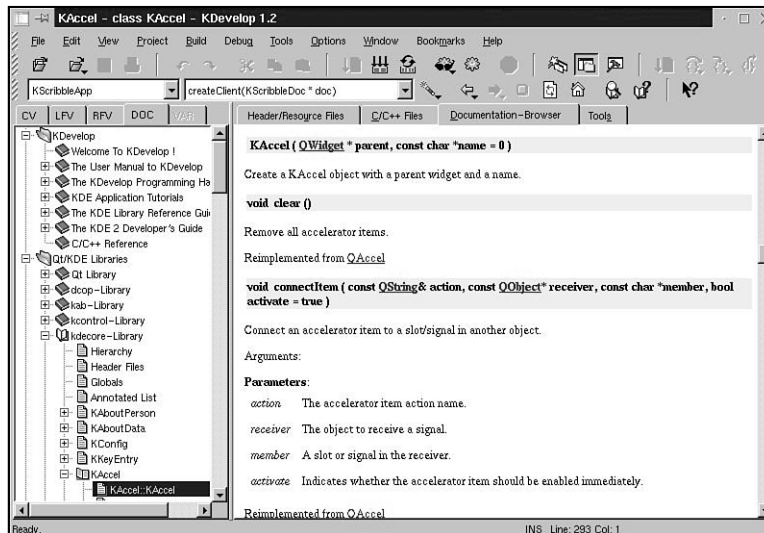 KAccel – class KAccel – KDevelop 1.2
File Edit View Project Build Debug Tools Options Window Bookmarks Help
KScribbleApp createClient(KScribbleDoc * doc)
CV LFV RFV DOC VAR
KDevelop
Welcome To KDevelop !
The User Manual to KDevelop
The KDevelop Programming Ha
KDE Application Tutorials
The KDE Library Reference Gui
The KDE 2 Developer's Guide
C/C++ Reference
Qt/KDE Libraries
Qt Library
dcop–Library
kab–Library
kcontrol–Library
kdecore–Library
Hierarchy
Header Files
Globals
Annotated List
KAboutPerson
KAboutData
KConfig
KKeyEntry
KAccel
KAccel::KAccel
Header/Resource Files C/C++ Files Documentation-Browser Tools
KAccel ( QWidget * parent, const char *name = 0 )
Create a KAccel object with a parent widget and a name.
void clear ()
Remove all accelerator items.
Reimplemented from QAccel
void connectItem ( const QString& action, const QObject* receiver, const char *member, bool
activate = true )
Connect an accelerator item to a slot/signal in another object.
Arguments:
Parameters:
action The accelerator item action name.
receiver The object to receive a signal.
member A slot or signal in the receiver.
activate Indicates whether the accelerator item should be enabled immediately.
Reimplemented from QAccel
Ready. INS Line: 293 Col: 1